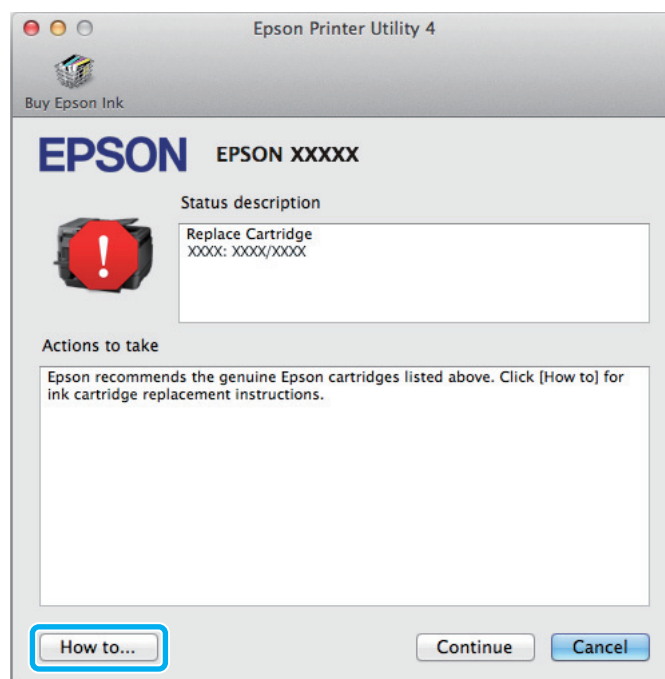 Epson Printer Utility 4
Buy Epson Ink
EPSON EPSON XXXXX
Status description
Replace Cartridge
XXXX: XXXX/XXXX
Actions to take
Epson recommends the genuine Epson cartridges listed above. Click [How to] for
ink cartridge replacement instructions.
How to... Continue Cancel